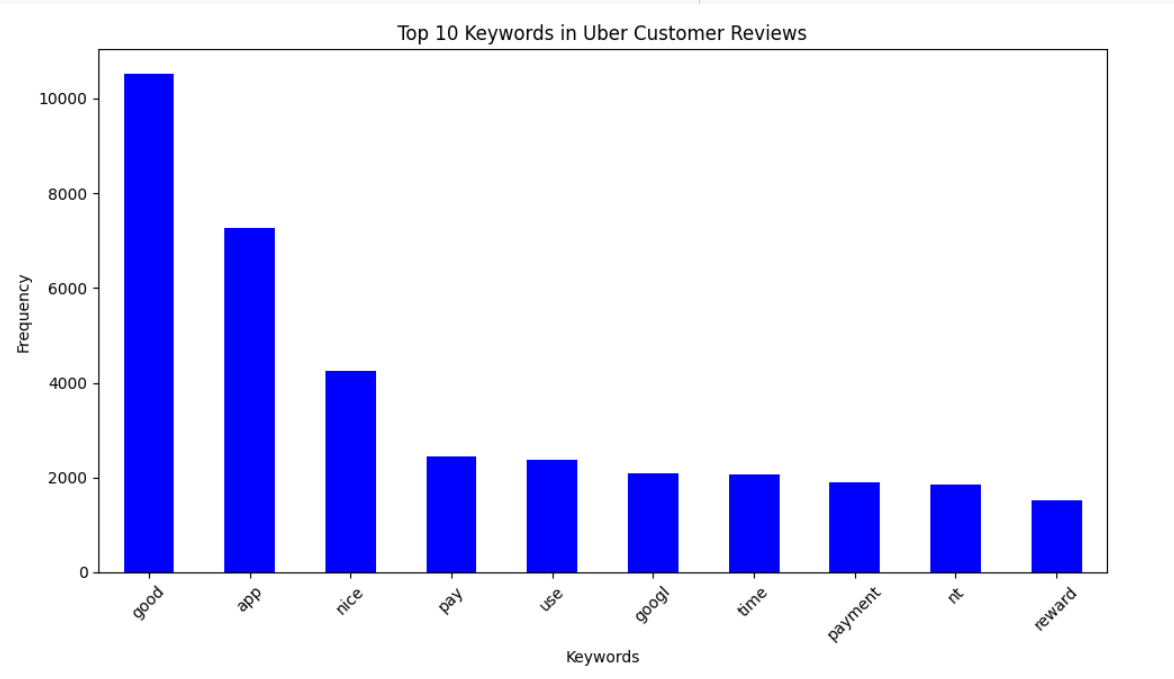 Top 10 Keywords in Uber Customer Reviews
10000
8000
6000
4000
2000
0
Frequency
good
app
nice
pay
use
googl
time
payment
nt
reward
Keywords